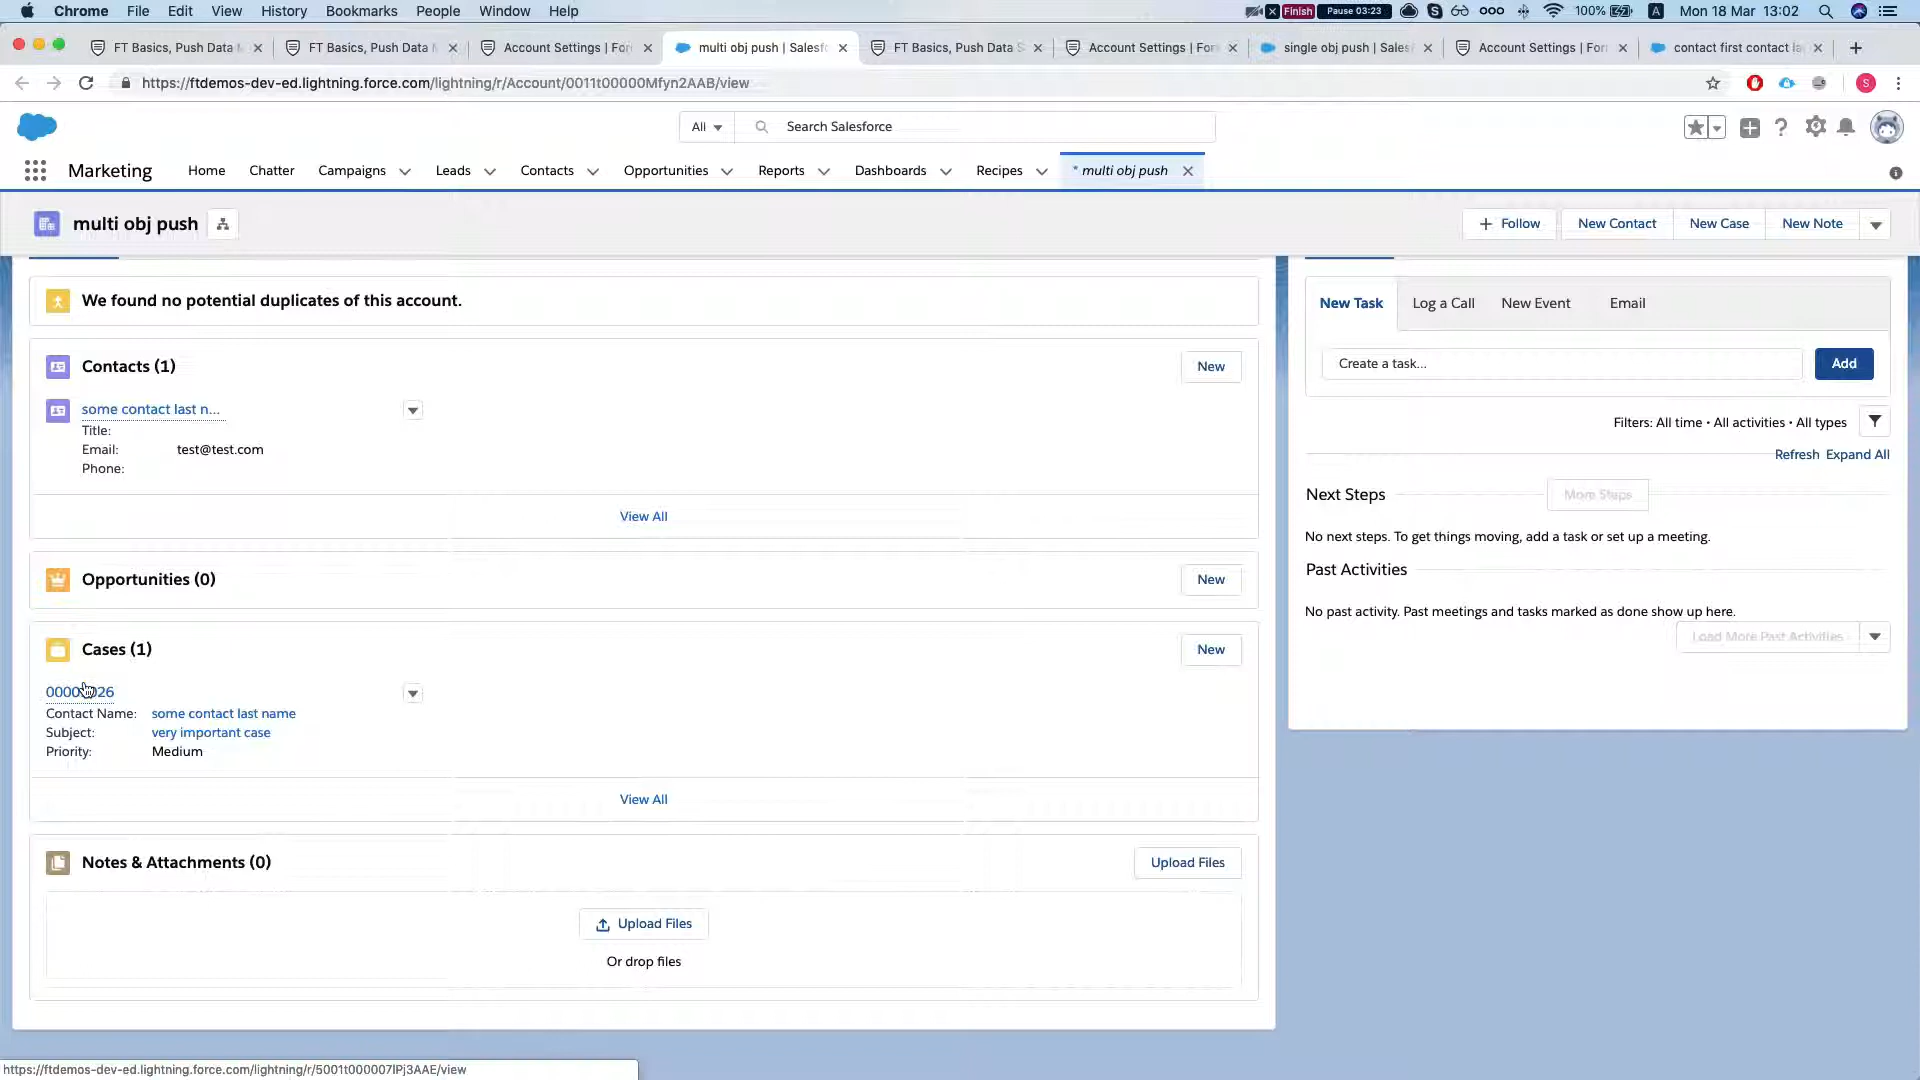 Chrome File Edit View History Bookmarks People Window Help
Finish Pause 03:23 100% A Mon 18 Mar 13:02
FT Basics, Push Data
FT Basics, Push Data
Account Settings | For
multi obj push | Salesf
FT Basics, Push Data S
Account Settings | For
single obj push | Sales
Account Settings | For
contact first contact la
https://ftdemos-dev-ed.lightning.force.com/lightning/r/Account/0011t00000Mfyn2AAB/view
S
All
Search Salesforce
Marketing Home Chatter Campaigns Leads Contacts Opportunities Reports Dashboards Recipes * multi obj push
multi obj push
Follow New Contact New Case New Note
We found no potential duplicates of this account.
Contacts (1)
New
some contact last n...
Title:
Email: test@test.com
Phone:
View All
Opportunities (0)
New
Cases (1)
New
Contact Name: some contact last name
Subject: very important case
Priority: Medium
View All
Notes & Attachments (0)
Upload Files
Upload Files
Or drop files
New Task Log a Call New Event Email
Create a task...
Add
Filters: All time • All activities • All types
Refresh Expand All
Next Steps
More Steps
No next steps. To get things moving, add a task or set up a meeting.
Past Activities
No past activity. Past meetings and tasks marked as done show up here.
Load More Past Activities
https://ftdemos-dev-ed.lightning.force.com/lightning/r/5001t000007lPj3AAE/view